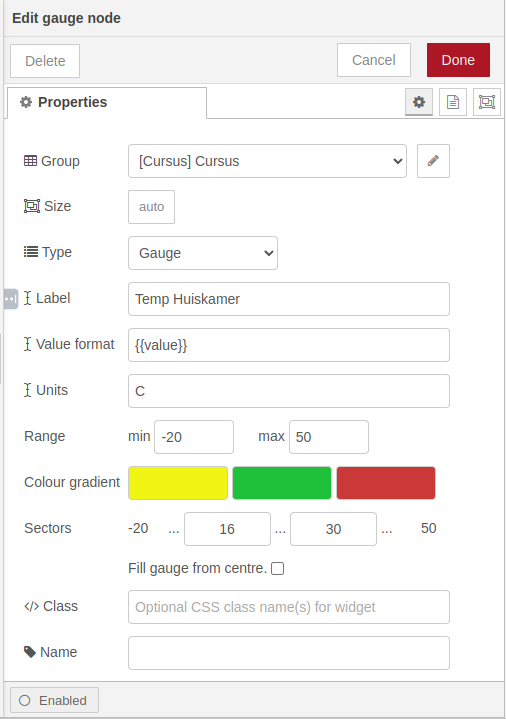 Edit gauge node
Delete Cancel Done
Properties
Group [Cursus] Cursus
Size auto
Type Gauge
Label Temp Huiskamer
Value format {{value}}
Units C
Range min -20 max 50
Colour gradient
Sectors -20 ... 16 ... 30 ... 50
Fill gauge from centre.
Class Optional CSS class name(s) for widget
Name
Enabled